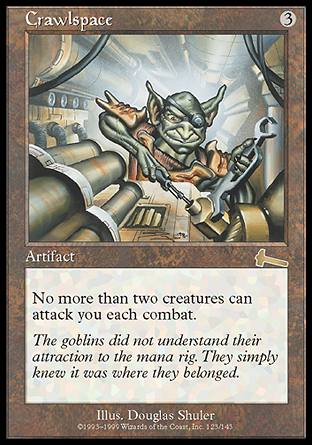 Crawlspace 3
Artifact
No more than two creatures can
attack you each combat.
The goblins did not understand their
attraction to the mana rig. They simply
knew it was where they belonged.
Illus. Douglas Shuler
©1993–1999 Wizards of the Coast, Inc. 123/143